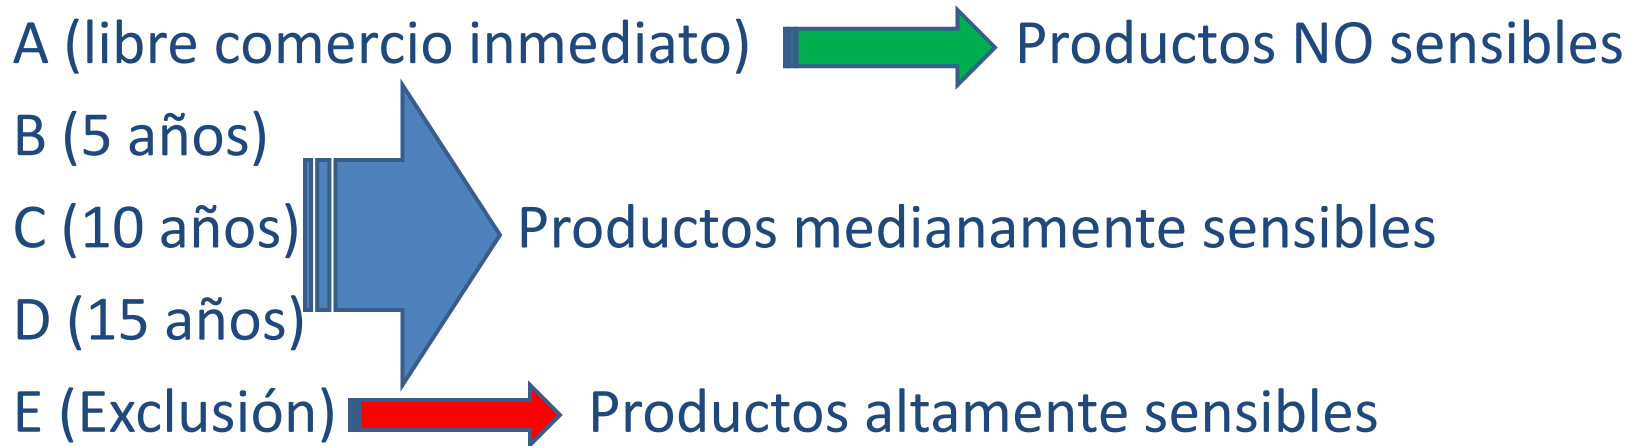 A (libre comercio inmediato) Productos NO sensibles
B (5 años)
C (10 años) Productos medianamente sensibles
D (15 años)
E (Exclusión) Productos altamente sensibles